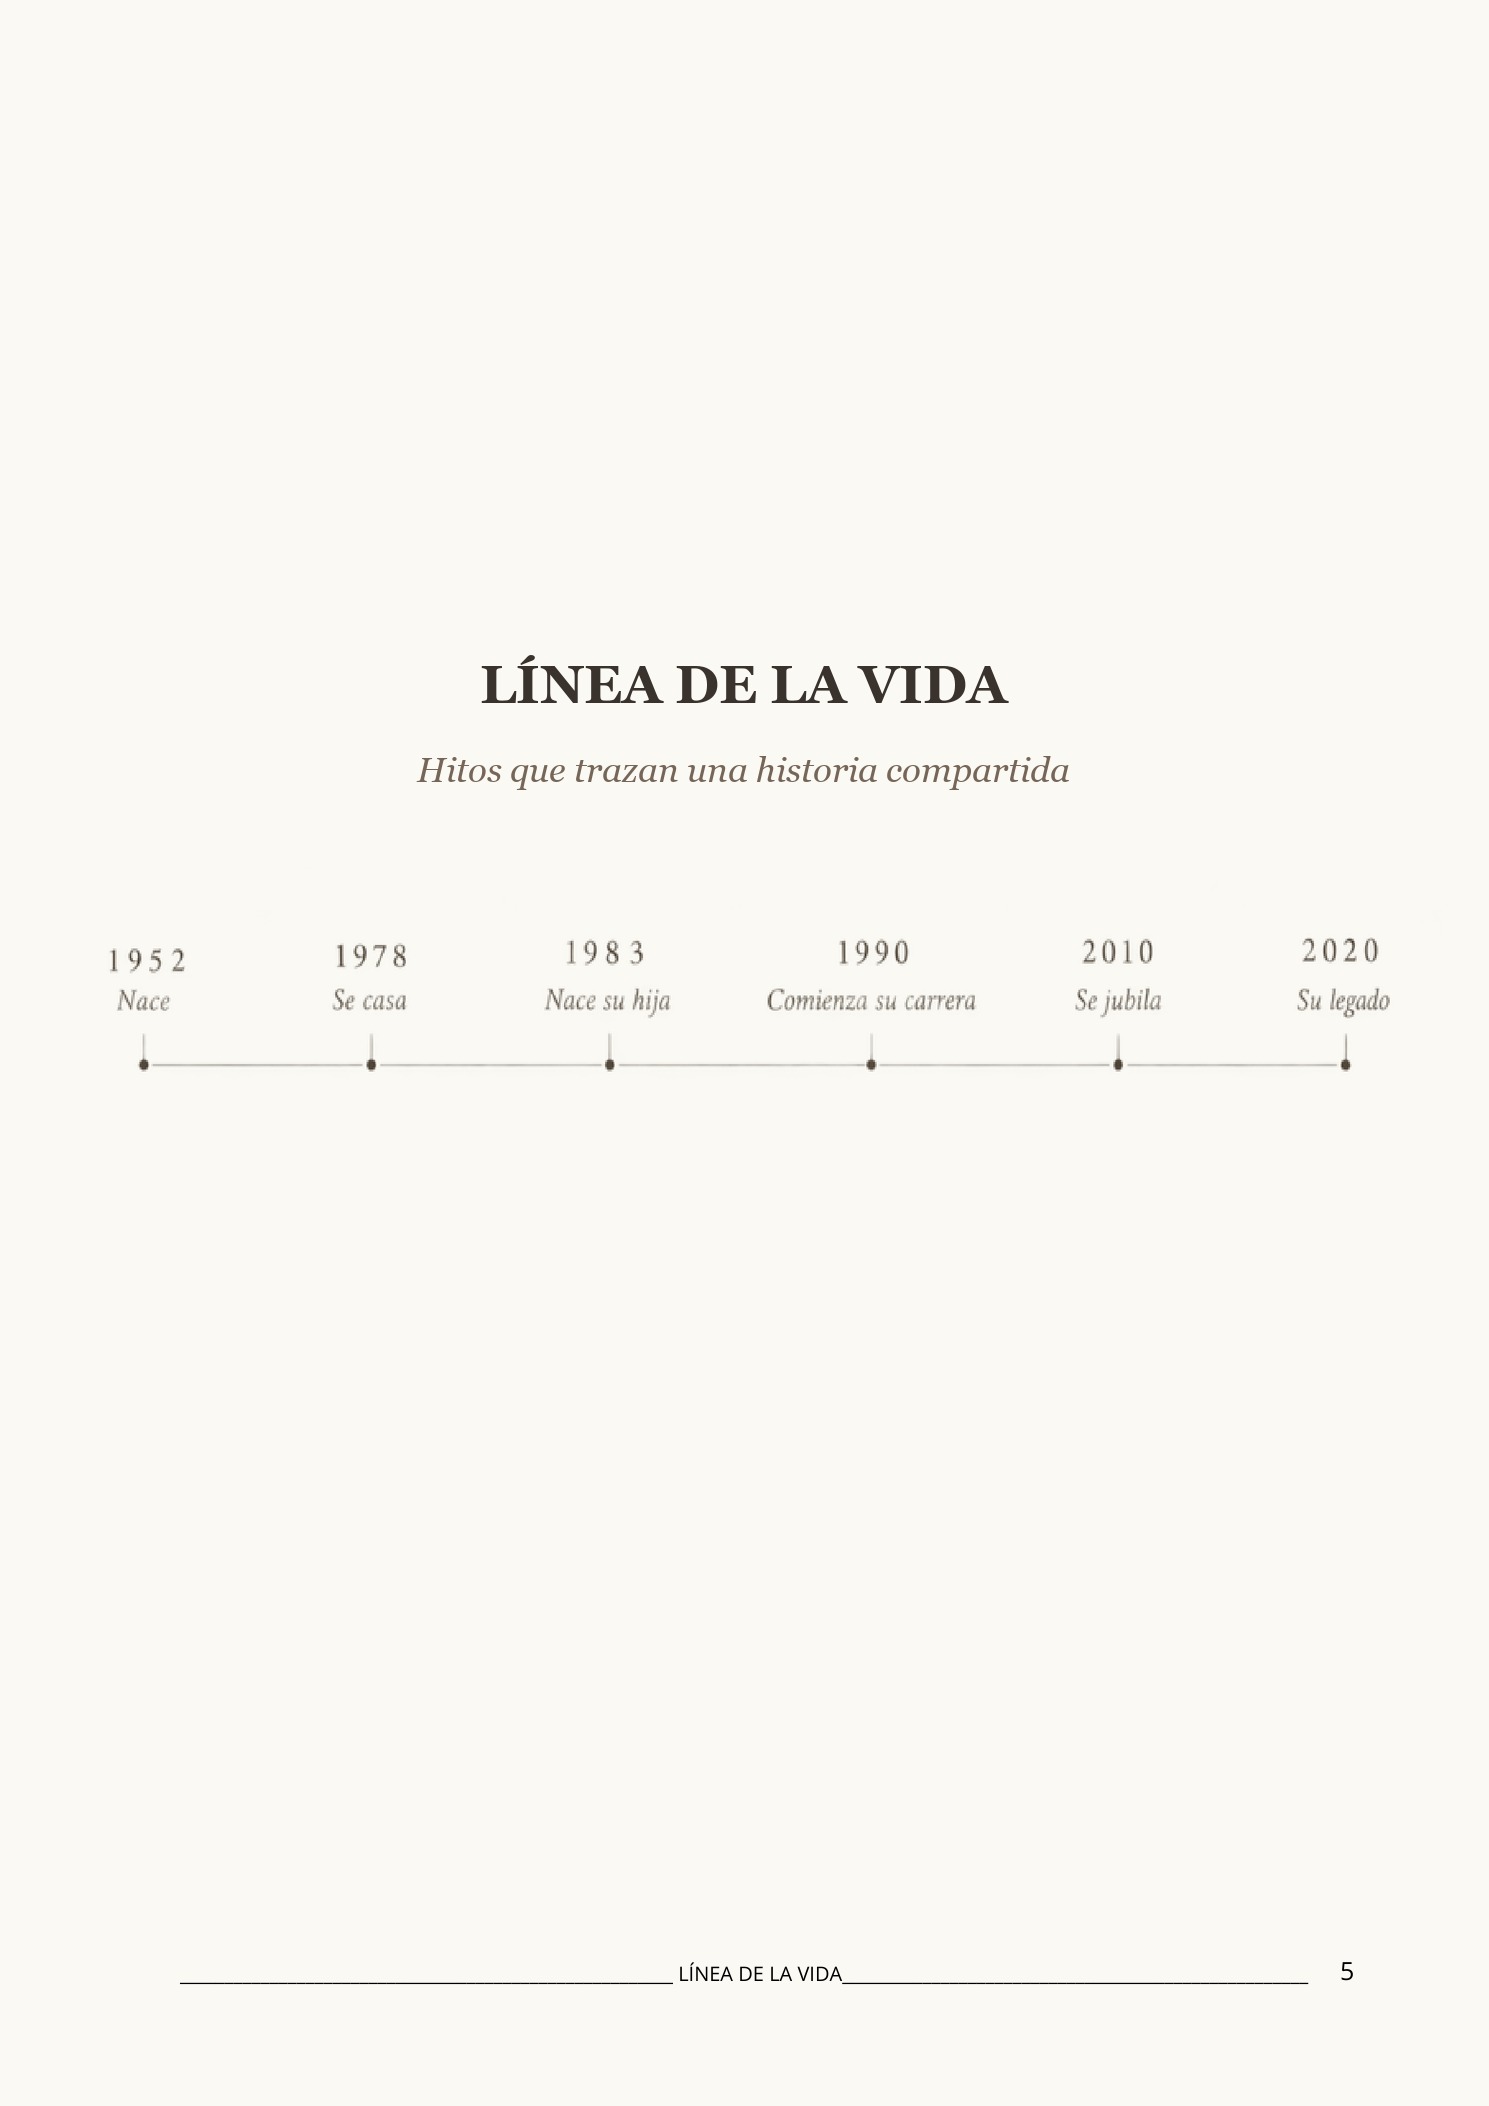 LÍNEA DE LA VIDA
Hitos que trazan una historia compartida
1952 1978 1983 1990 2010 2020
Nace Se casa Nace su hija Comienza su carrera Se jubila Su legado
LÍNEA DE LA VIDA 5